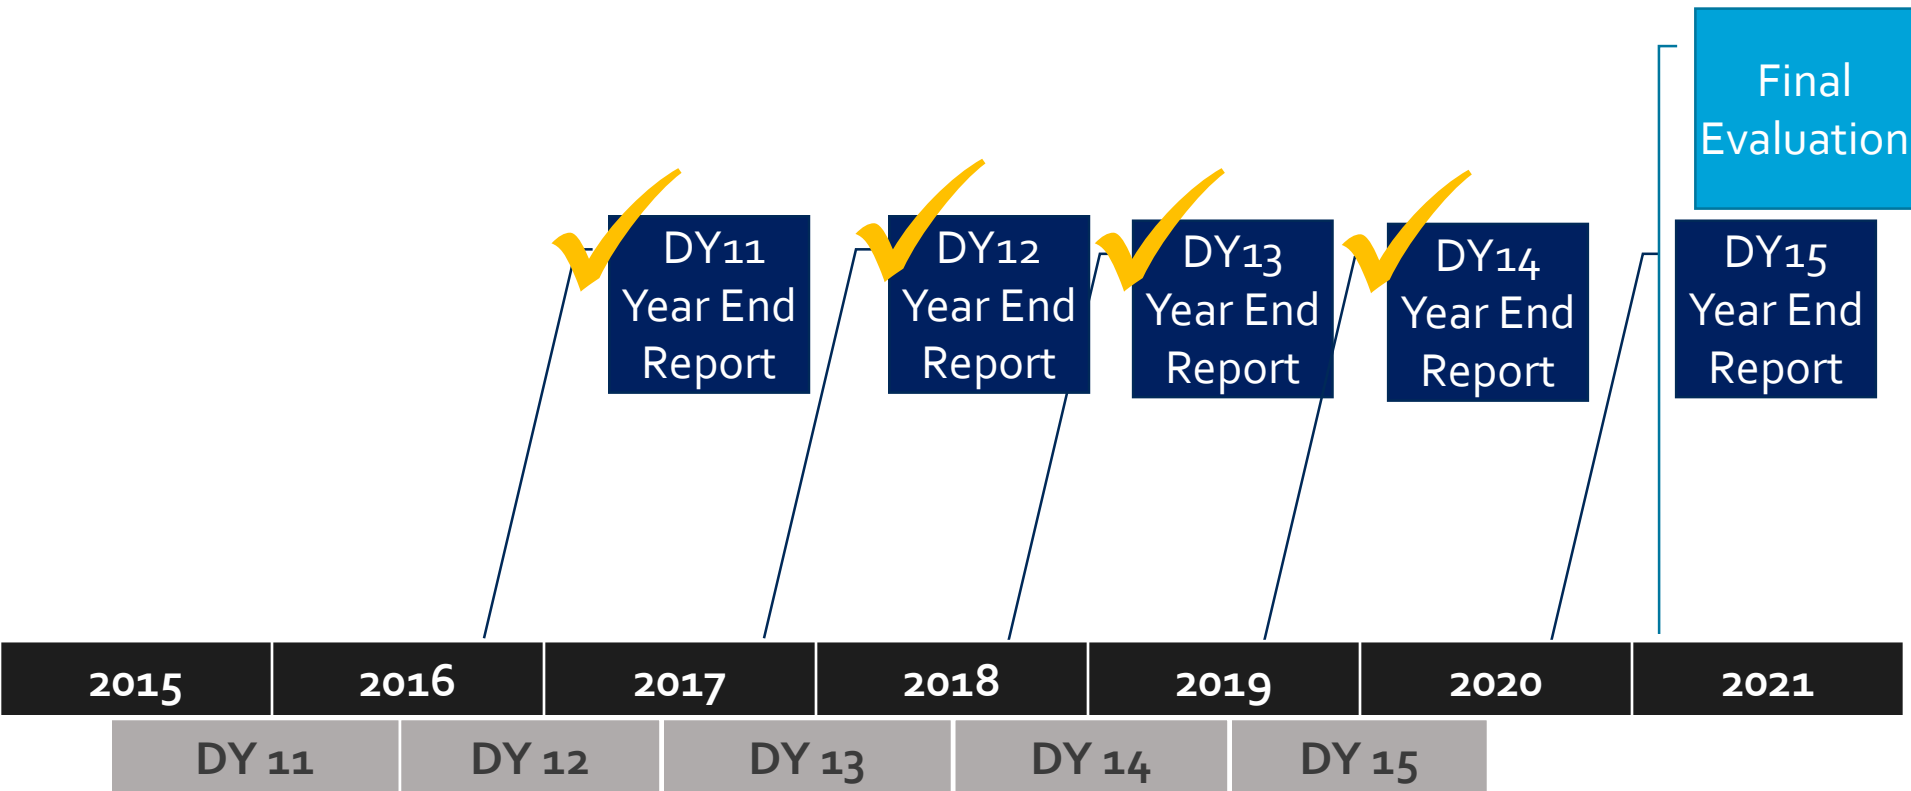 Final
Evaluation
DY11
Year End
Report
DY12
Year End
Report
DY13
Year End
Report
DY14
Year End
Report
DY15
Year End
Report
2015
2016
2017
2018
2019
2020
2021
DY 11
DY 12
DY 13
DY 14
DY 15